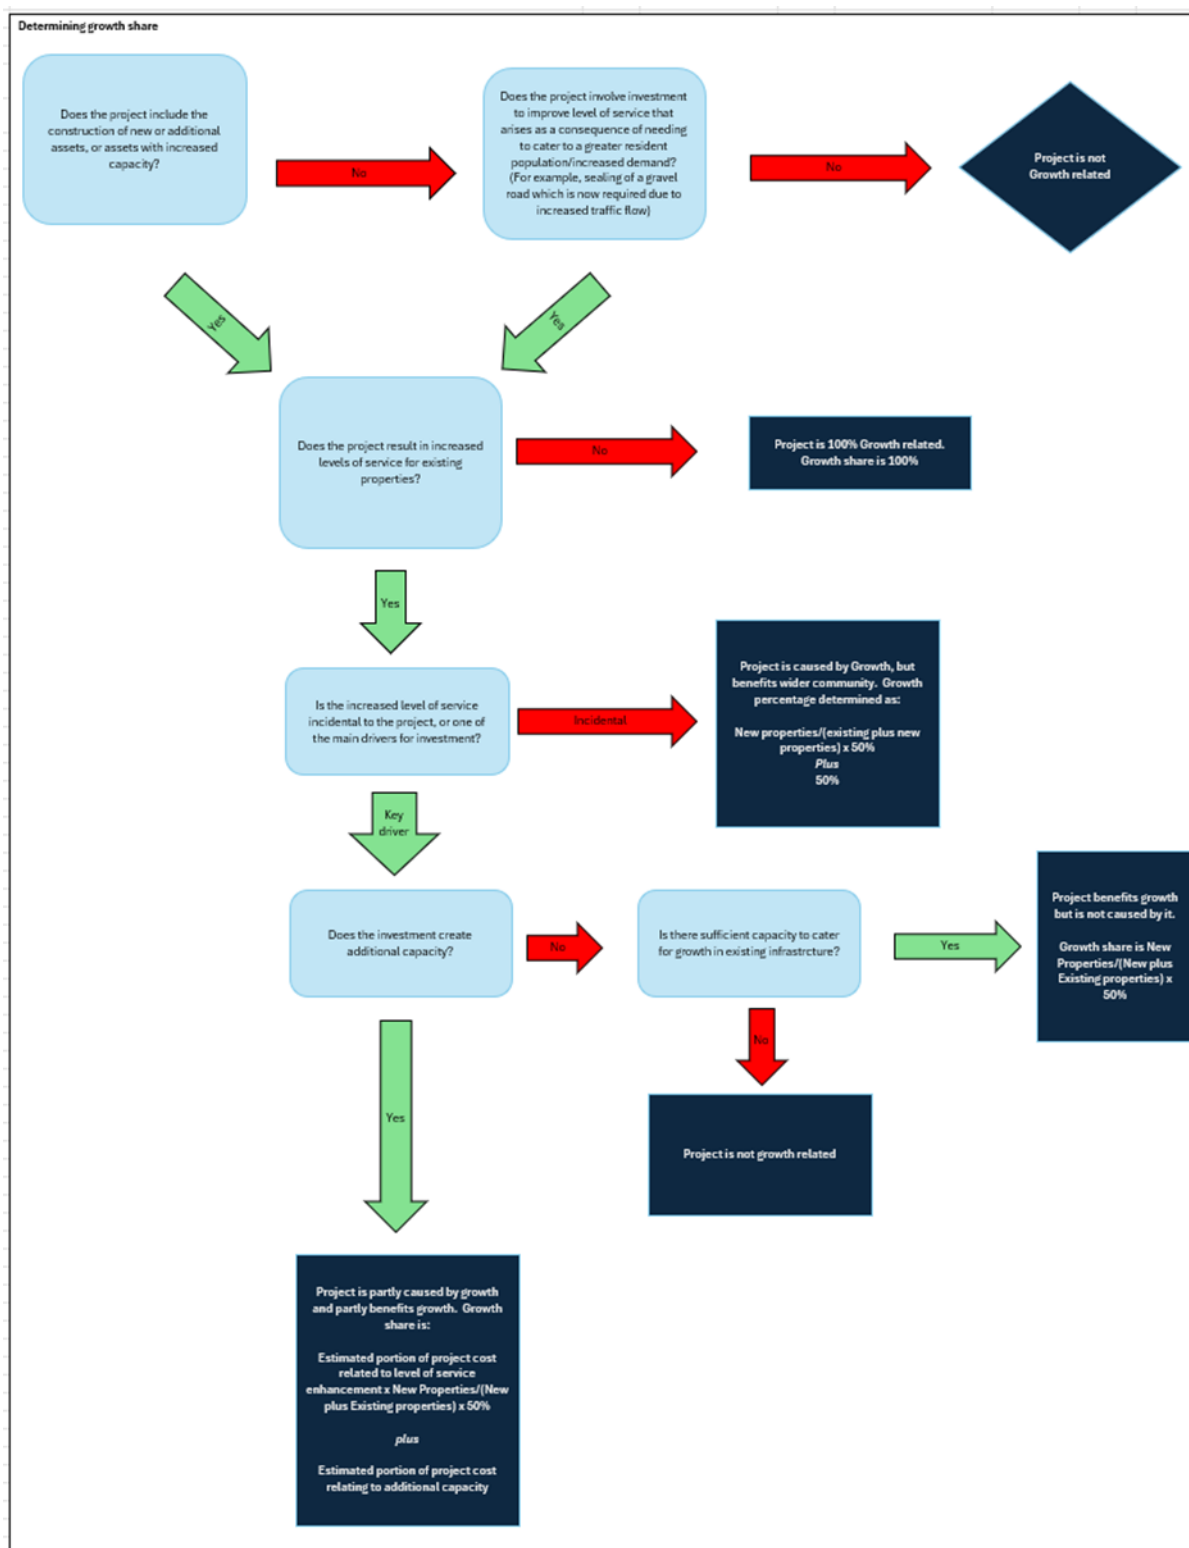 Determining growth share
Does the project include the
construction of new or additional
assets, or assets with increased
capacity?
No
Does the project involve investment
to improve level of service that
arises as a consequence of needing
to cater to a greater resident
population/increased demand?
(For example, sealing of a gravel
road which is now required due to
increased traffic flow)
No
Project is not
Growth related
Yes
Yes
Does the project result in increased
levels of service for existing
properties?
No
Project is 100% Growth related.
Growth share is 100%
Yes
Is the increased level of service
incidental to the project, or one of
the main drivers for investment?
Incidental
Project is caused by Growth, but
benefits wider community. Growth
percentage determined as:
New properties/(existing plus new
properties) x 50%
Plus
50%
Key
driver
Does the investment create
additional capacity?
No
Is there sufficient capacity to cater
for growth in existing infrastrcture?
Yes
Project benefits growth
but is not caused by it.
Growth share is New
Properties/(New plus
Existing properties) x
50%
No
Project is not growth related
Yes
Project is partly caused by growth
and partly benefits growth. Growth
share is:
Estimated portion of project cost
related to level of service
enhancement x New Properties/(New
plus Existing properties) x 50%
plus
Estimated portion of project cost
relating to additional capacity